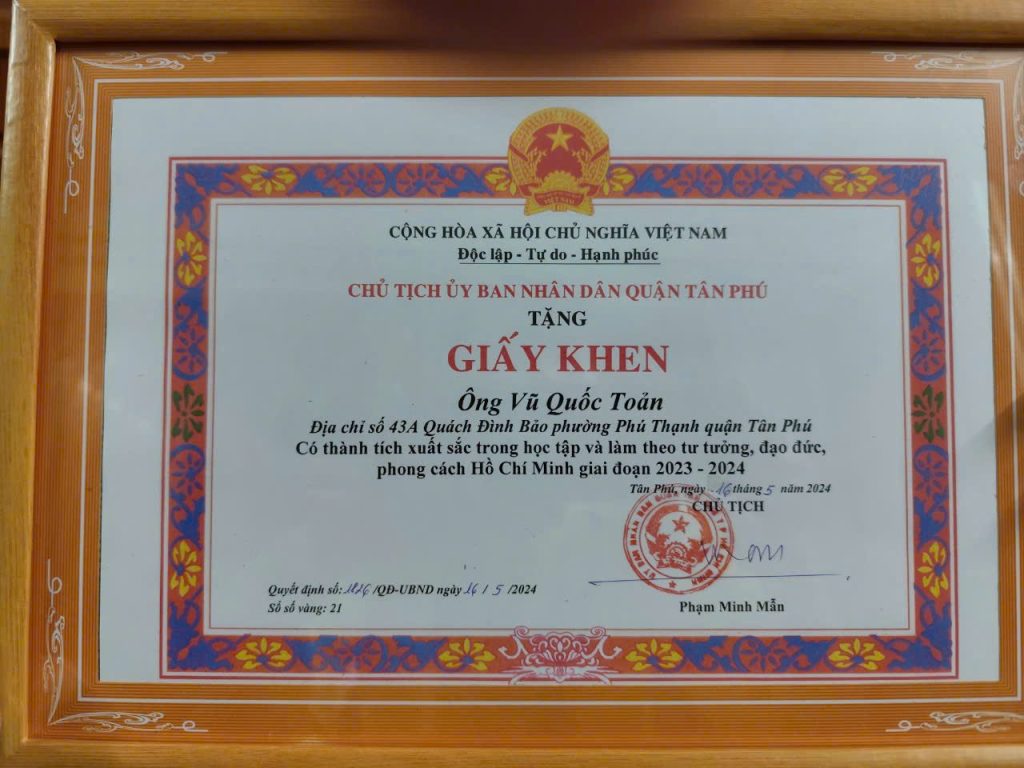 CỘNG HÒA XÃ HỘI CHỦ NGHĨA VIỆT NAM
Độc lập - Tự do - Hạnh phúc
CHỦ TỊCH ỦY BAN NHÂN DÂN QUẬN TÂN PHÚ
TẶNG
GIẤY KHEN
Ông Vũ Quốc Toản
Địa chỉ số 43A Quách Đình Bảo phường Phú Thạnh quận Tân Phú
Có thành tích xuất sắc trong học tập và làm theo tư tưởng, đạo đức,
phong cách Hồ Chí Minh giai đoạn 2023 - 2024
Tân Phú, ngày 16 tháng 5 năm 2024
CHỦ TỊCH
Quyết định số: /QĐ-UBND ngày 16 / 5 /2024
Số sổ vàng: 21
Phạm Minh Mẫn